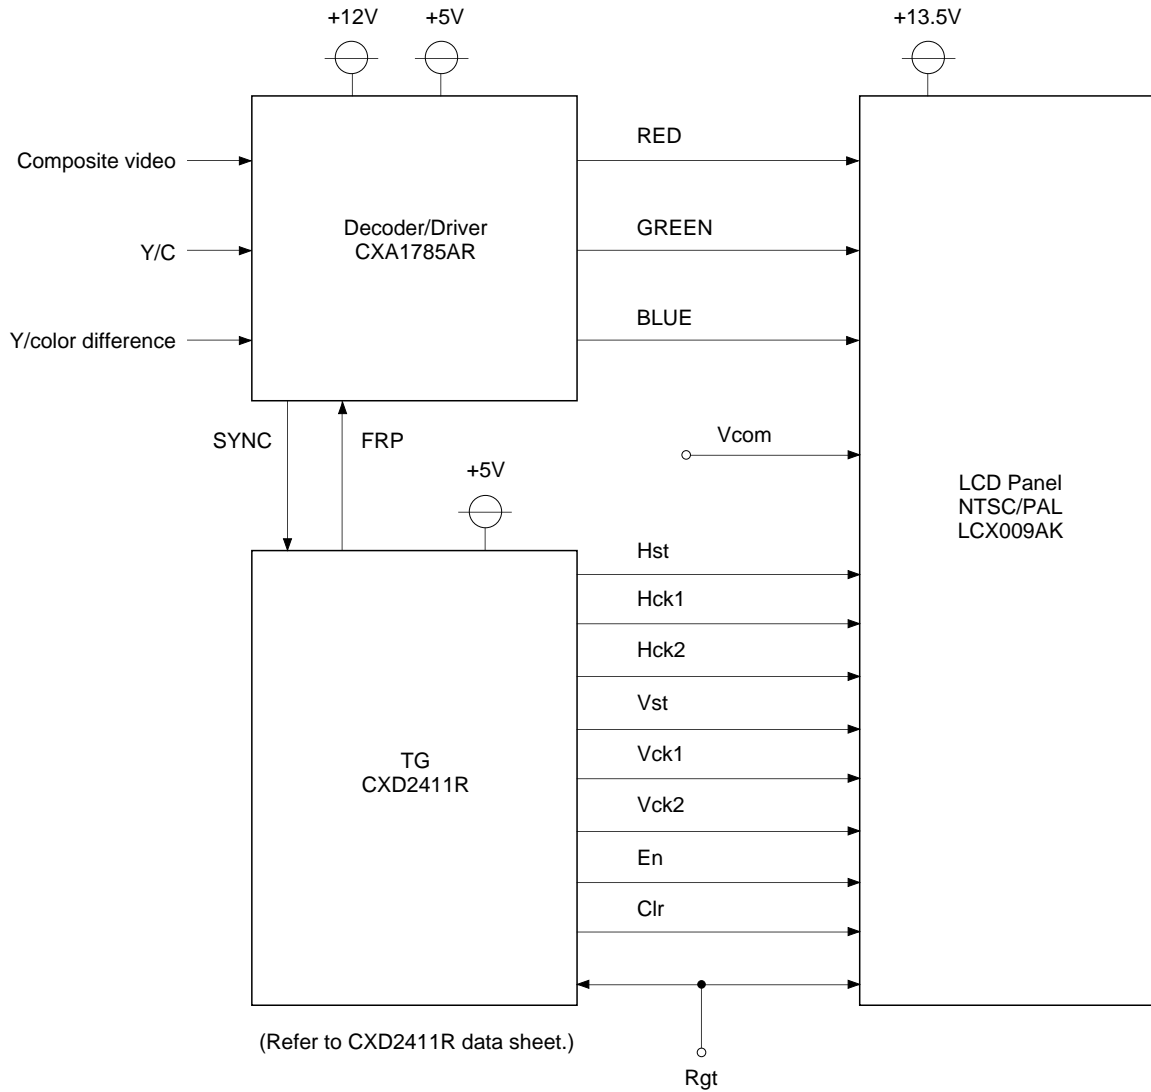 +12V
+5V
+13.5V
Composite video
Y/C
Y/color difference
Decoder/Driver
CXA1785AR
RED
GREEN
BLUE
SYNC
FRP
Vcom
+5V
LCD Panel
NTSC/PAL
LCX009AK
TG
CXD2411R
Hst
Hck1
Hck2
Vst
Vck1
Vck2
En
Clr
(Refer to CXD2411R data sheet.)
Rgt